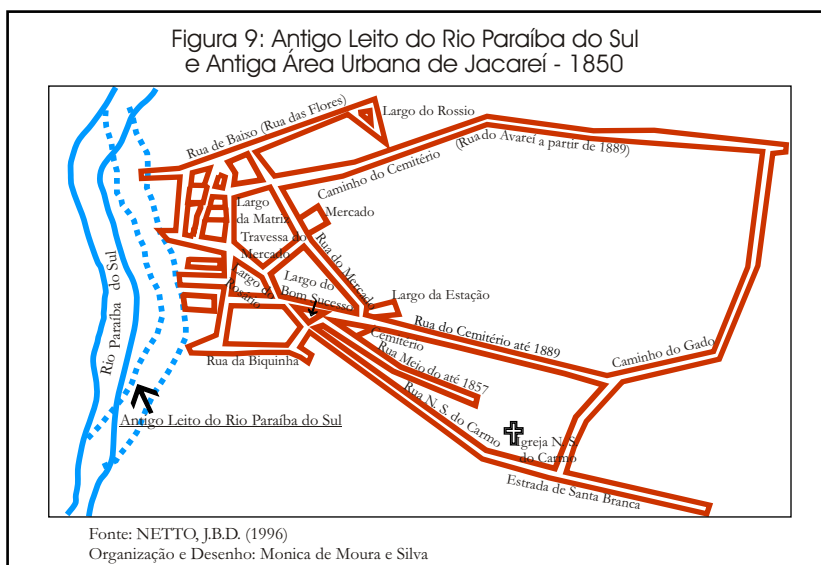 Figura 9: Antigo Leito do Rio Paraíba do Sul
e Antiga Área Urbana de Jacareí - 1850
Rua de Baixo (Rua das Flores)
Largo do Rossio
(Rua do Avareí a partir de 1889)
Caminho do Cemitério
Largo
da Matriz
Mercado
Travessa do
Mercado
Rua do Mercado
Largo do
Rosário
Largo do
Bom Sucesso
Largo da Estação
Rio Paraíba do Sul
Rua do Cemitério até 1889
Cemitério
Caminho do Gado
Rua da Biquinha
Rua Meio do até 1857
Rua N. S. do Carmo
Antigo Leito do Rio Paraíba do Sul
Igreja N. S.
do Carmo
Estrada de Santa Branca
Fonte: NETTO, J.B.D. (1996)
Organização e Desenho: Monica de Moura e Silva